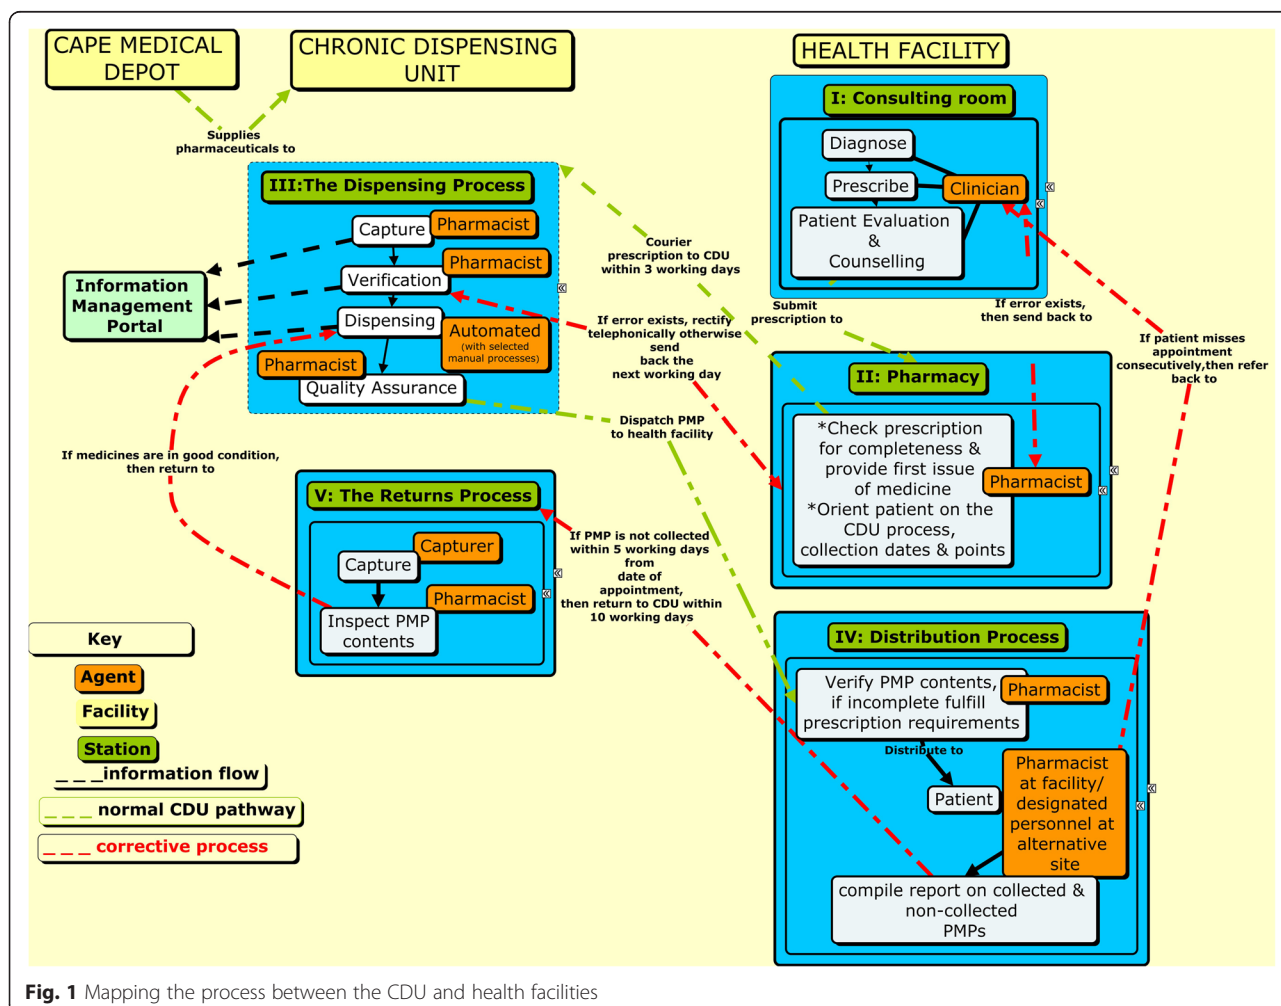 CAPE MEDICAL
DEPOT
CHRONIC DISPENSING
UNIT
HEALTH FACILITY
Supplies
pharmaceuticals to
I: Consulting room
Diagnose
Prescribe
Clinician
Patient Evaluation
&
Counselling
III:The Dispensing Process
Capture
Pharmacist
Verification
Pharmacist
Dispensing
Automated
(with selected
manual processes)
Pharmacist
Quality Assurance
Information
Management
Portal
Courier
prescription to CDU
within 3 working days
Submit
prescription to
If error exists,
then send back to
If error exists, rectify
telephonically otherwise
send
back the
next working day
If patient misses
appointment
consecutively,then refer
back to
II: Pharmacy
*Check prescription
for completeness &
provide first issue
of medicine
*Orient patient on the
CDU process,
collection dates & points
Pharmacist
Dispatch PMP
to health facility
If medicines are in good condition,
then return to
V: The Returns Process
Capturer
Capture
Pharmacist
Inspect PMP
contents
If PMP is not collected
within 5 working days
from
date of
appointment,
then return to CDU within
10 working days
IV: Distribution Process
Verify PMP contents,
if incomplete fulfill
prescription requirements
Pharmacist
Distribute to
Patient
Pharmacist
at facility/
designated
personnel at
alternative
site
compile report on collected &
non-collected
PMPs
Key
Agent
Facility
Station
_ _ _information flow
_ _ _ normal CDU pathway
_ _ _ corrective process
Fig. 1 Mapping the process between the CDU and health facilities